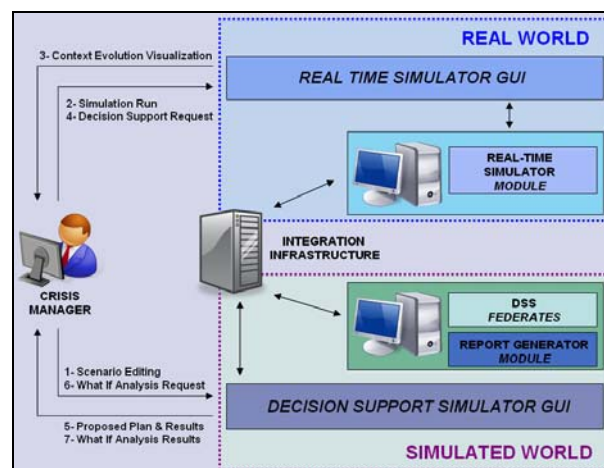 REAL WORLD
3- Context Evolution Visualization
REAL TIME SIMULATOR GUI
2- Simulation Run
4- Decision Support Request
REAL-TIME
SIMULATOR
MODULE
INTEGRATION
INFRASTRUCTURE
CRISIS
MANAGER
DSS
FEDERATES
REPORT GENERATOR
MODULE
1- Scenario Editing
6- What If Analysis Request
DECISION SUPPORT SIMULATOR GUI
5- Proposed Plan & Results
7- What If Analysis Results
SIMULATED WORLD